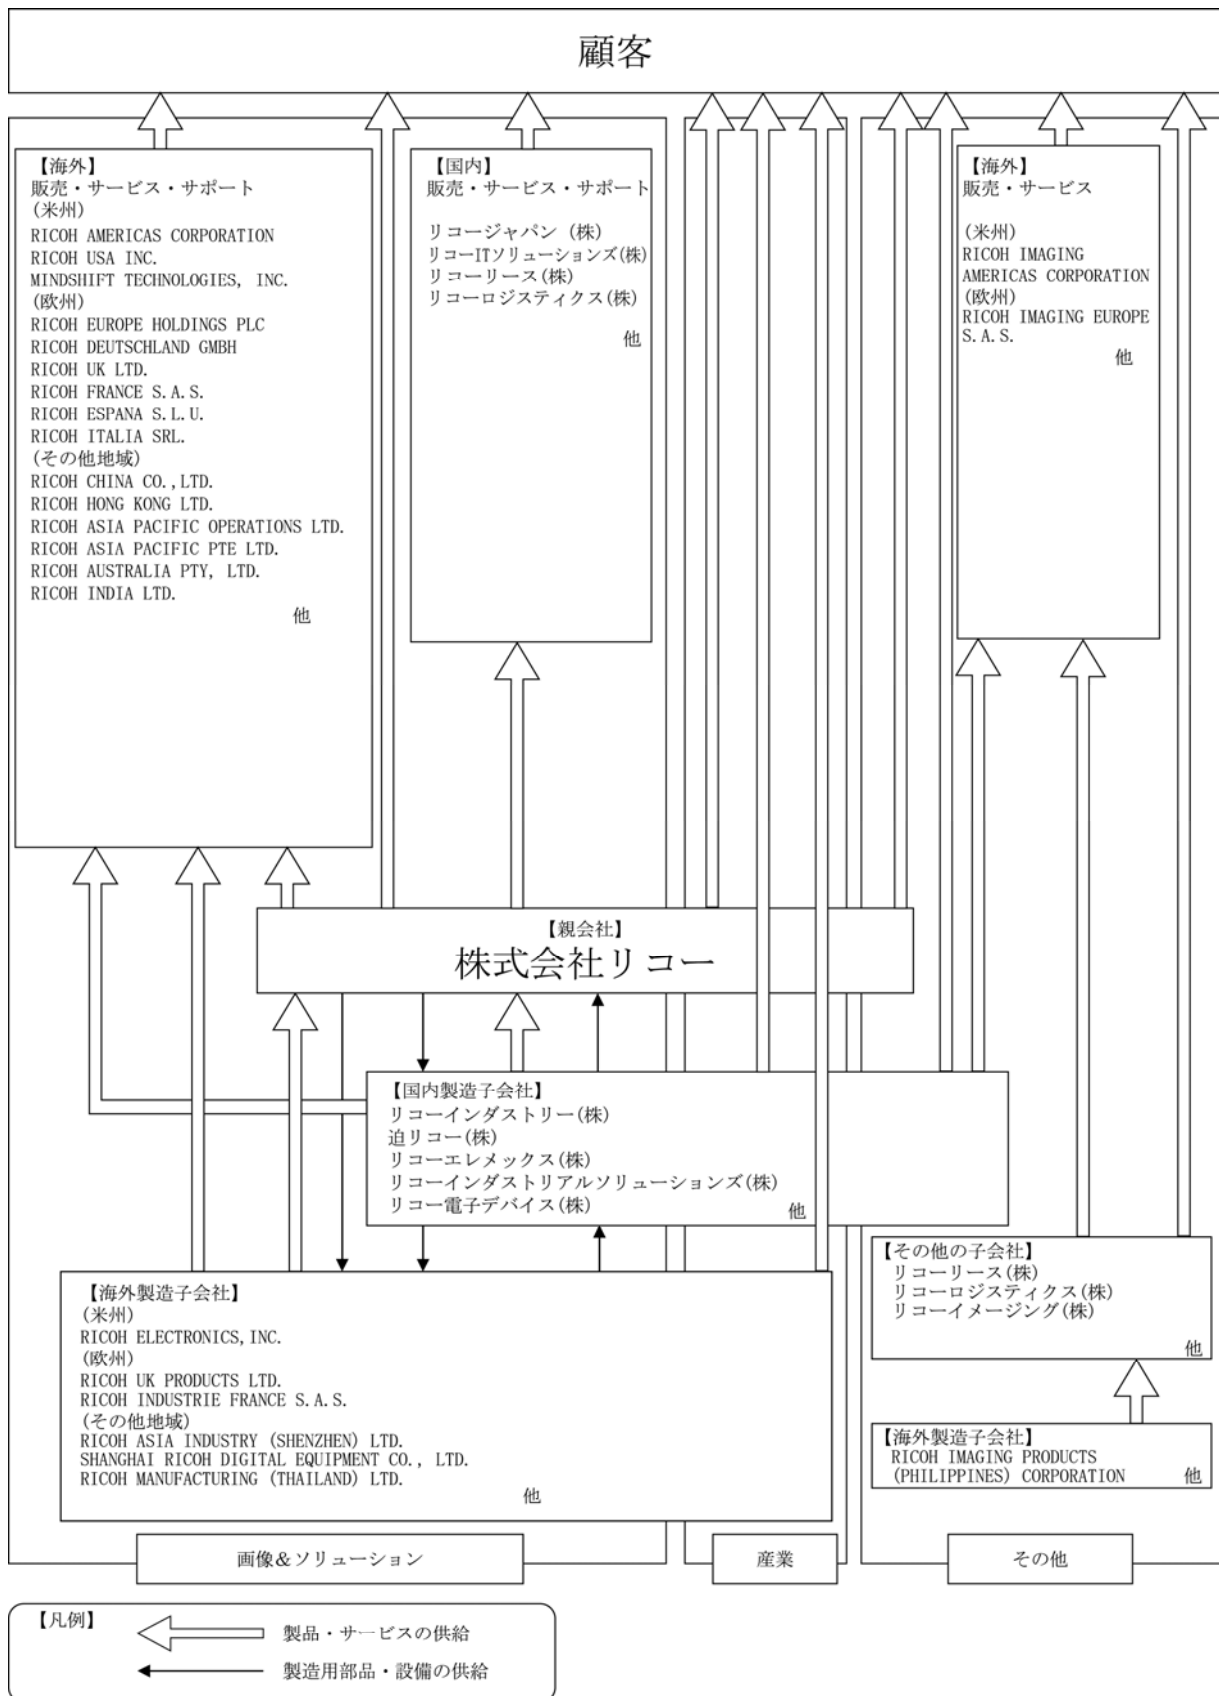 顧客
【海外】
販売・サービス・サポート
(米州)
RICOH AMERICAS CORPORATION
RICOH USA INC.
MINDSHIFT TECHNOLOGIES, INC.
(欧州)
RICOH EUROPE HOLDINGS PLC
RICOH DEUTSCHLAND GMBH
RICOH UK LTD.
RICOH FRANCE S.A.S.
RICOH ESPANA S.L.U.
RICOH ITALIA SRL.
(その他地域)
RICOH CHINA CO.,LTD.
RICOH HONG KONG LTD.
RICOH ASIA PACIFIC OPERATIONS LTD.
RICOH ASIA PACIFIC PTE LTD.
RICOH AUSTRALIA PTY, LTD.
RICOH INDIA LTD.
他
【国内】
販売・サービス・サポート
リコージャパン (株)
リコーITソリューションズ(株)
リコーリース(株)
リコーロジスティクス(株)
他
【海外】
販売・サービス
(米州)
RICOH IMAGING
AMERICAS CORPORATION
(欧州)
RICOH IMAGING EUROPE
S.A.S.
他
【親会社】
株式会社リコー
【国内製造子会社】
リコーインダストリー(株)
迫リコー(株)
リコーエレメックス(株)
リコーインダストリアルソリューションズ(株)
リコー電子デバイス(株)
他
【その他の子会社】
リコーリース(株)
リコーロジスティクス(株)
リコーイメージング(株)
他
【海外製造子会社】
(米州)
RICOH ELECTRONICS,INC.
(欧州)
RICOH UK PRODUCTS LTD.
RICOH INDUSTRIE FRANCE S.A.S.
(その他地域)
RICOH ASIA INDUSTRY (SHENZHEN) LTD.
SHANGHAI RICOH DIGITAL EQUIPMENT CO., LTD.
RICOH MANUFACTURING (THAILAND) LTD.
他
【海外製造子会社】
RICOH IMAGING PRODUCTS
(PHILIPPINES) CORPORATION
他
画像&ソリューション
産業
その他
【凡例】
製品・サービスの供給
製造用部品・設備の供給